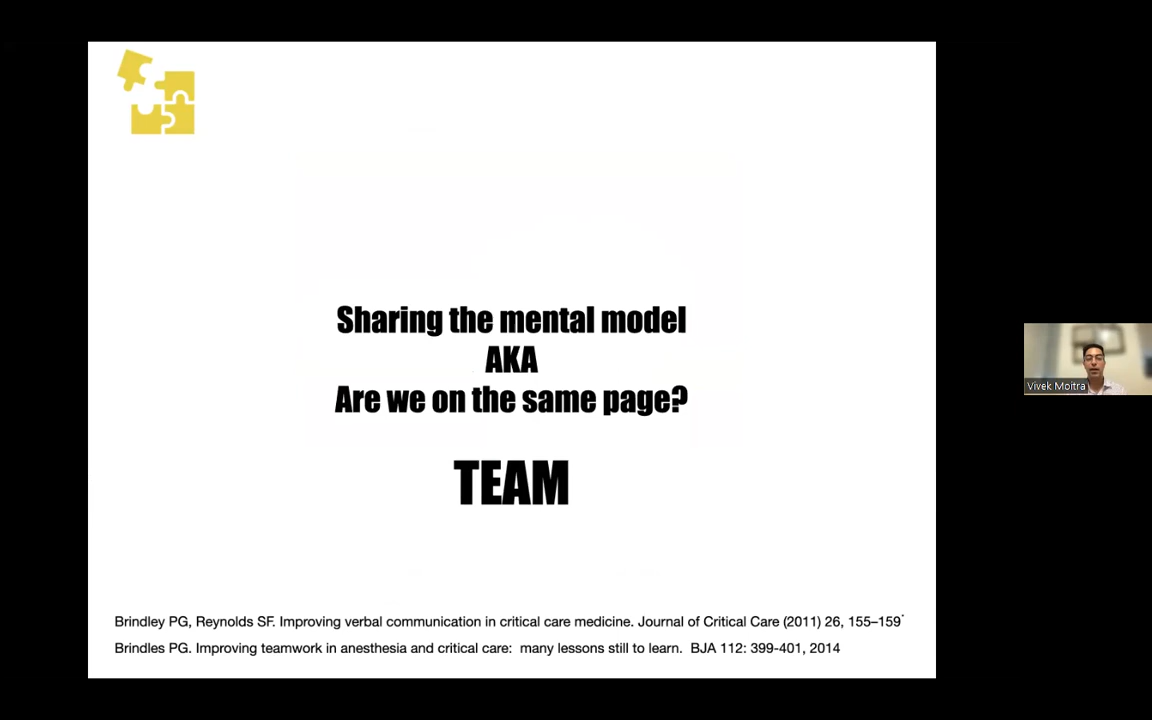 Sharing the mental model
AKA
Are we on the same page?
TEAM
Brindley PG, Reynolds SF. Improving verbal communication in critical care medicine. Journal of Critical Care (2011) 26, 155–159
Brindles PG. Improving teamwork in anesthesia and critical care: many lessons still to learn. BJA 112: 399-401, 2014
Vivek Moitra